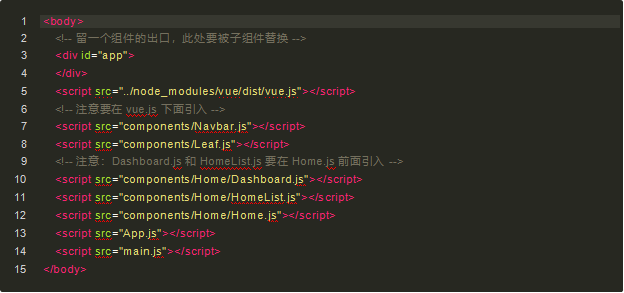 1 <body>
2 <!-- 留一个组件的出口，此处要被子组件替换 -->
3 <div id="app">
4 </div>
5 <script src="../node_modules/vue/dist/vue.js"></script>
6 <!-- 注意要在 vue.js 下面引入 -->
7 <script src="components/Navbar.js"></script>
8 <script src="components/Leaf.js"></script>
9 <!-- 注意：Dashboard.js 和 HomeList.js 要在 Home.js 前面引入 -->
10 <script src="components/Home/Dashboard.js"></script>
11 <script src="components/Home/HomeList.js"></script>
12 <script src="components/Home/Home.js"></script>
13 <script src="App.js"></script>
14 <script src="main.js"></script>
15 </body>